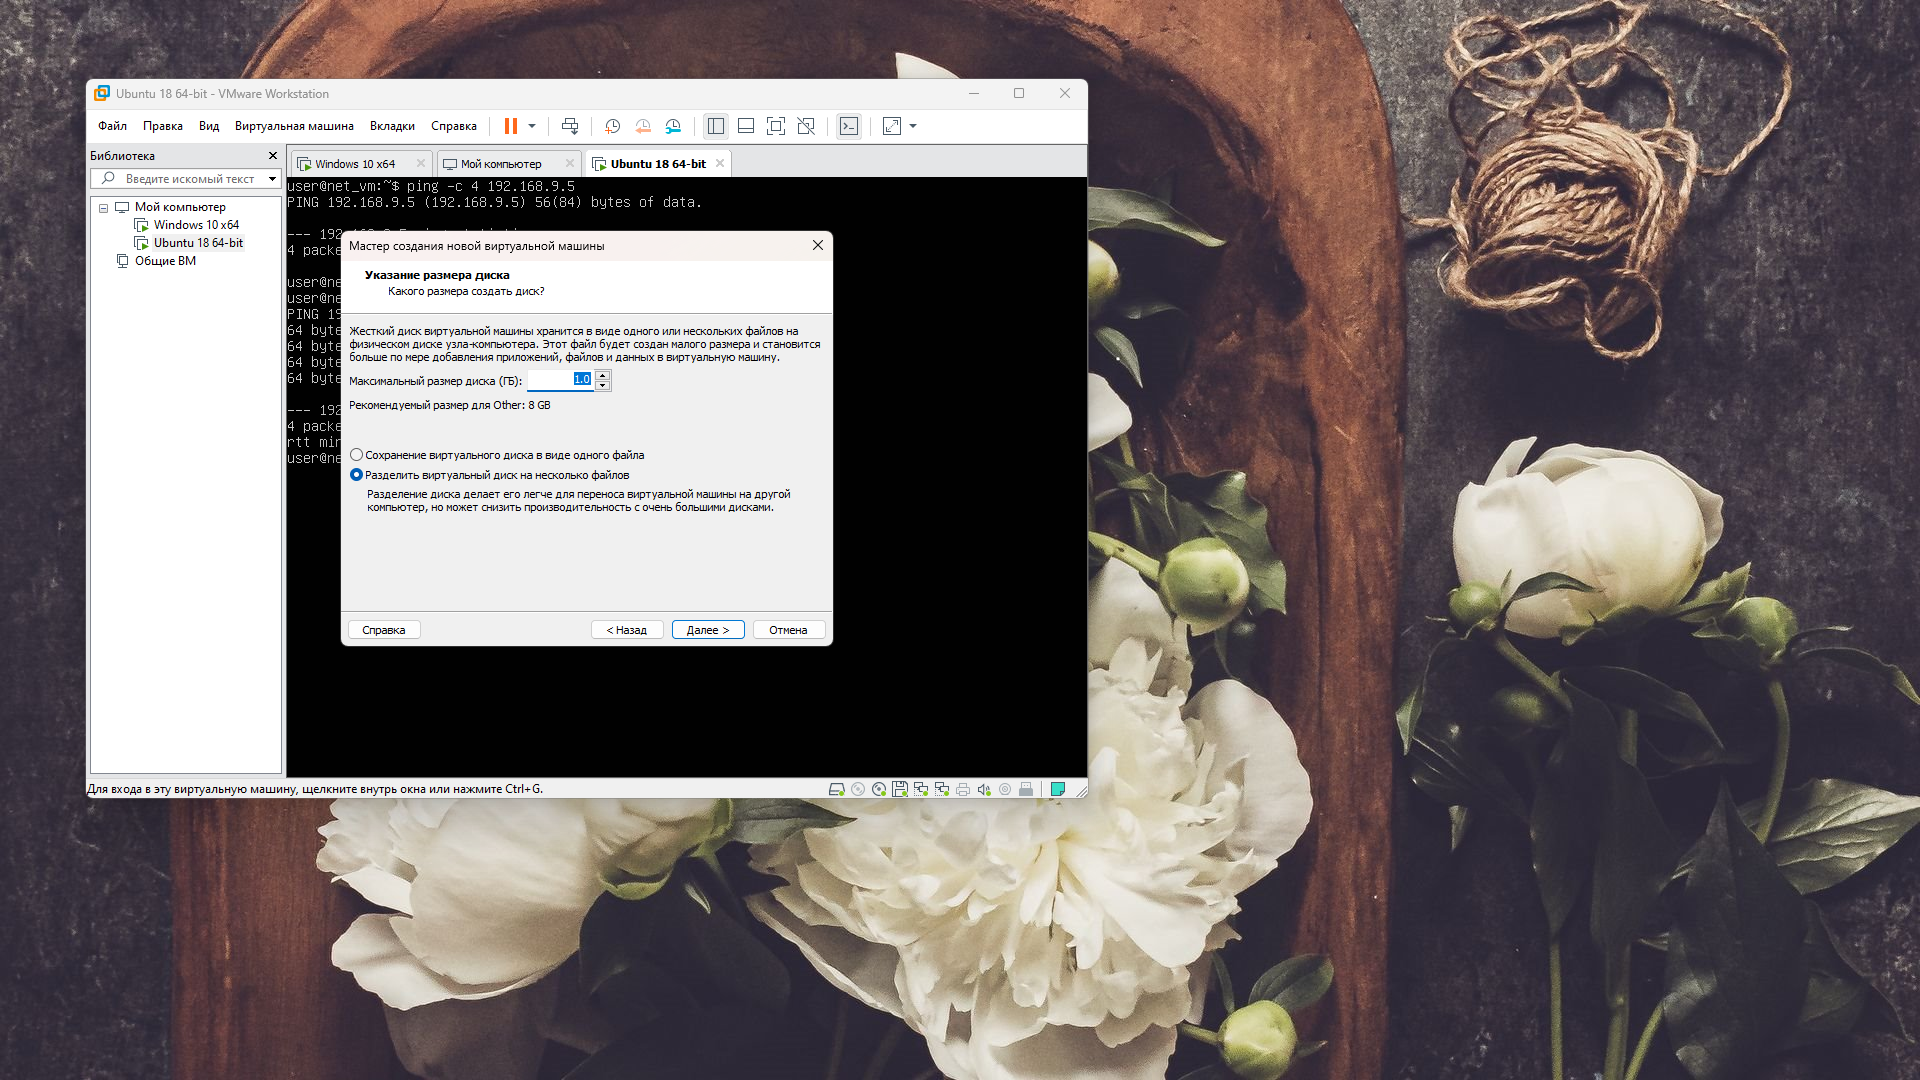 Ubuntu 18 64-bit - VMware Workstation
Файл Правка Вид Виртуальная машина Вкладки Справка
Библиотека
Введите искомый текст
Мой компьютер
Windows 10 x64
Ubuntu 18 64-bit
Общие ВМ
Windows 10 x64
Мой компьютер
Ubuntu 18 64-bit
user@net_vm:~$ ping -c 4 192.168.9.5
PING 192.168.9.5 (192.168.9.5) 56(84) bytes of data.
--- 192
4 packe
user@ne
user@ne
PING 19
64 byte
64 byte
64 byte
64 byte
--- 192
4 packe
rtt min
user@ne
Мастер создания новой виртуальной машины
Указание размера диска
Какого размера создать диск?
Жесткий диск виртуальной машины хранится в виде одного или нескольких файлов на
физическом диске узла-компьютера. Этот файл будет создан малого размера и становится
больше по мере добавления приложений, файлов и данных в виртуальную машину.
Максимальный размер диска (ГБ): 1.0
Рекомендуемый размер для Other: 8 GB
Сохранение виртуального диска в виде одного файла
Разделить виртуальный диск на несколько файлов
Разделение диска делает его легче для переноса виртуальной машины на другой
компьютер, но может снизить производительность с очень большими дисками.
Справка < Назад Далее > Отмена
Для входа в эту виртуальную машину, щелкните внутрь окна или нажмите Ctrl+G.